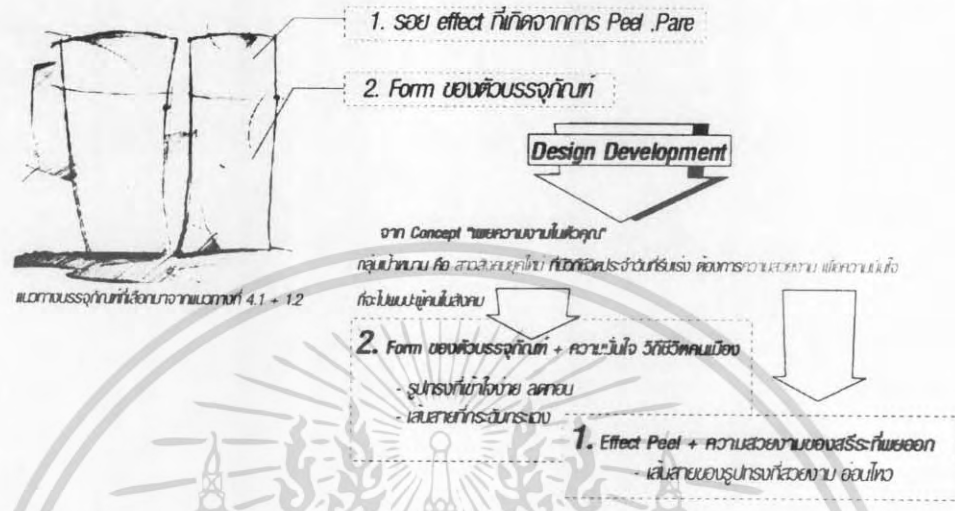 1. รอย effect ที่เกิดจากการ Peel .Pare
2. Form ของตัวบรรจุภัณฑ์
Design Development
จาก Concept "เผยความงามในตัวคุณ"
กลุ่มเป้าหมาย คือ สาวสังคมยุคใหม่ ที่มีวิถีชีวิตประจำวันที่รีบเร่ง ต้องการความสวยงาม เพื่อความมั่นใจ
ที่จะไปพบปะผู้คนในสังคม
แนวทางบรรจุภัณฑ์ที่เลือกมาจากแนวทางที่ 4.1 + 1.2
2. Form ของตัวบรรจุภัณฑ์ + ความมั่นใจ วิถีชีวิตคนเมือง
- รูปทรงที่เข้าใจง่าย ลดทอน
- เส้นสายที่กระฉับกระเฉง
1. Effect Peel + ความสวยงามของสรีระที่เผยออก
- เส้นสายของรูปทรงที่สวยงาม อ่อนไหว